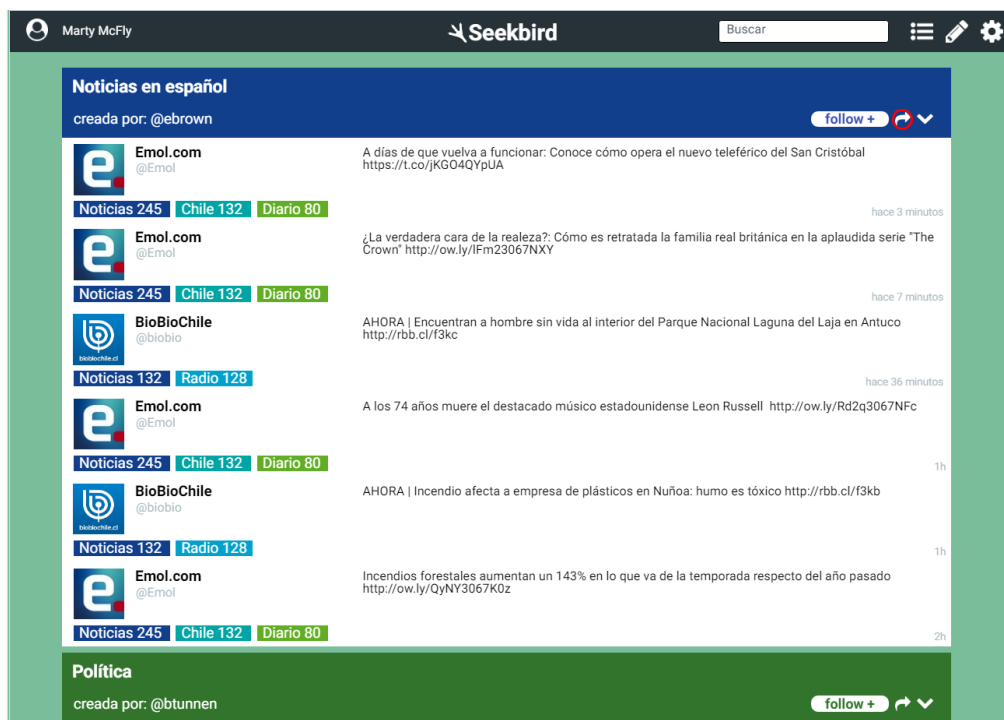 Marty McFly
Seekbird
Buscar
Noticias en español
creada por: @ebrown
follow +
Emol.com
@Emol
A días de que vuelva a funcionar: Conoce cómo opera el nuevo teleférico del San Cristóbal
https://t.co/jKGO4QYpUA
Noticias 245 Chile 132 Diario 80
hace 3 minutos
Emol.com
@Emol
¿La verdadera cara de la realeza?: Cómo es retratada la familia real británica en la aplaudida serie "The
Crown" http://ow.ly/IFm23067NXY
Noticias 245 Chile 132 Diario 80
hace 7 minutos
biobiochile.cl
BioBioChile
@biobio
AHORA | Encuentran a hombre sin vida al interior del Parque Nacional Laguna del Laja en Antuco
http://rbb.cl/f3kc
Noticias 132 Radio 128
hace 36 minutos
Emol.com
@Emol
A los 74 años muere el destacado músico estadounidense Leon Russell http://ow.ly/Rd2q3067NFc
Noticias 245 Chile 132 Diario 80
1h
biobiochile.cl
BioBioChile
@biobio
AHORA | Incendio afecta a empresa de plásticos en Nuñoa: humo es tóxico http://rbb.cl/f3kb
Noticias 132 Radio 128
1h
Emol.com
@Emol
Incendios forestales aumentan un 143% en lo que va de la temporada respecto del año pasado
http://ow.ly/QyNY3067K0z
Noticias 245 Chile 132 Diario 80
2h
Política
creada por: @btunnen
follow +